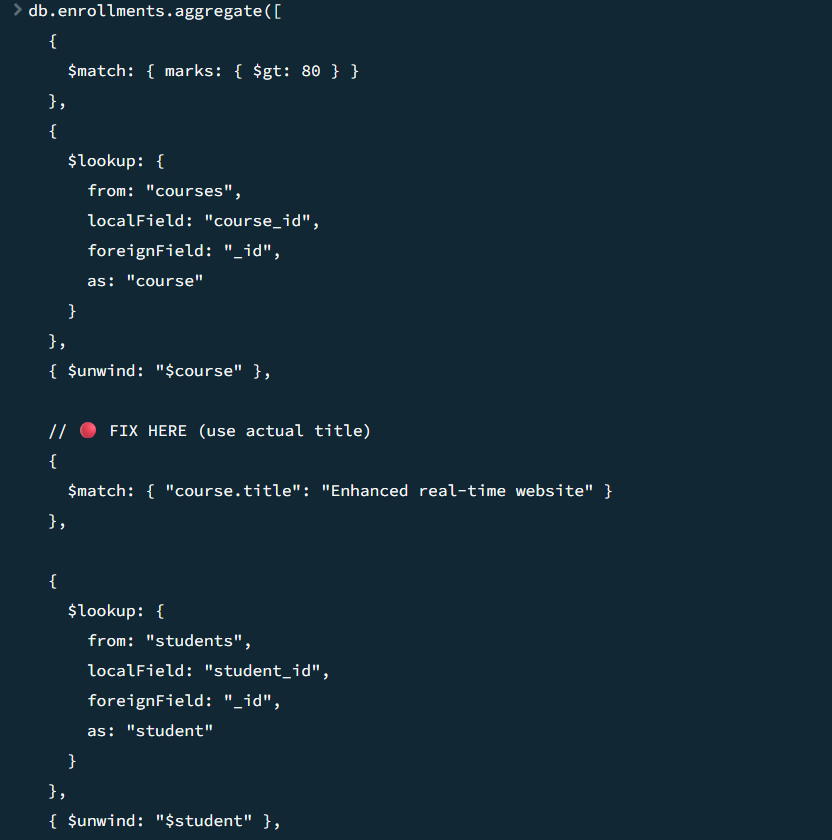 db.enrollments.aggregate([
{
$match: { marks: { $gt: 80 } }
},
{
$lookup: {
from: "courses",
localField: "course_id",
foreignField: "_id",
as: "course"
}
},
{ $unwind: "$course" },
// 🔴 FIX HERE (use actual title)
{
$match: { "course.title": "Enhanced real-time website" }
},
{
$lookup: {
from: "students",
localField: "student_id",
foreignField: "_id",
as: "student"
}
},
{ $unwind: "$student" },